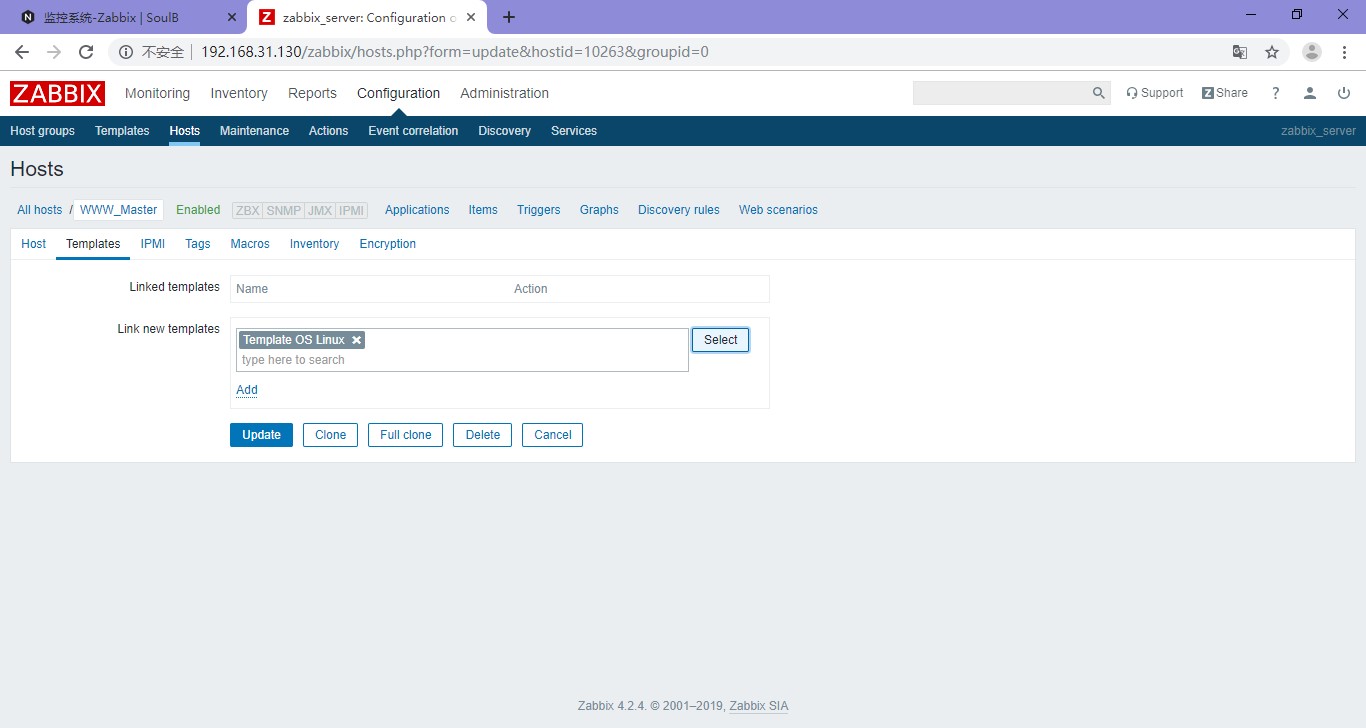 监控系统-Zabbix | SoulB
zabbix_server: Configuration o
不安全 | 192.168.31.130/zabbix/hosts.php?form=update&hostid=10263&groupid=0
ZABBIX Monitoring Inventory Reports Configuration Administration Support Z Share ?
Host groups Templates Hosts Maintenance Actions Event correlation Discovery Services zabbix_server
Hosts
All hosts / WWW_Master Enabled ZBX SNMP JMX IPMI Applications Items Triggers Graphs Discovery rules Web scenarios
Host Templates IPMI Tags Macros Inventory Encryption
Linked templates Name Action
Link new templates Template OS Linux Select
type here to search
Add
Update Clone Full clone Delete Cancel
Zabbix 4.2.4. © 2001–2019, Zabbix SIA